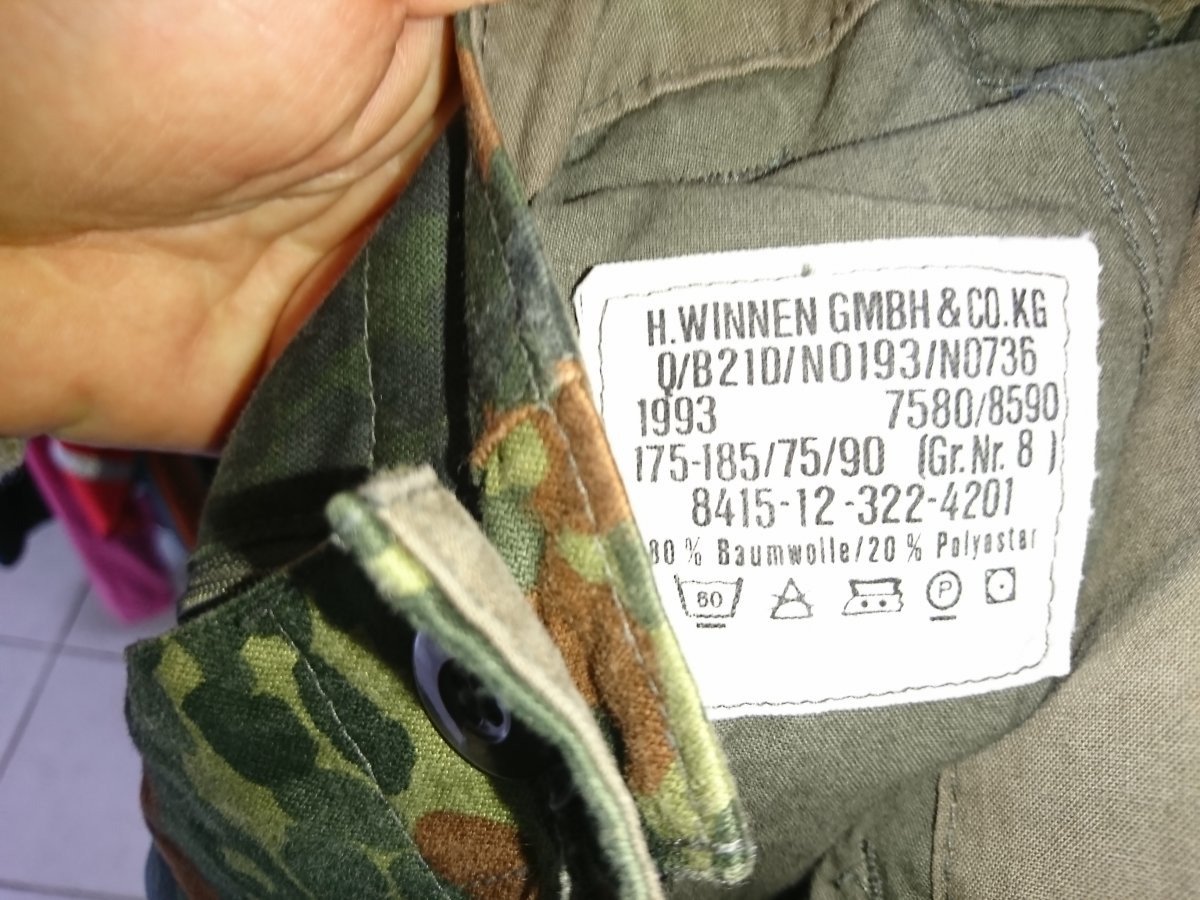 H. WINNEN GMBH & CO. KG
Q/B21D/N0193/N0736
1993 7580/8590
175-185/75/90 (Gr. Nr. 8 )
8415-12-322-4201
80 % Baumwolle/20 % Polyester
60 P